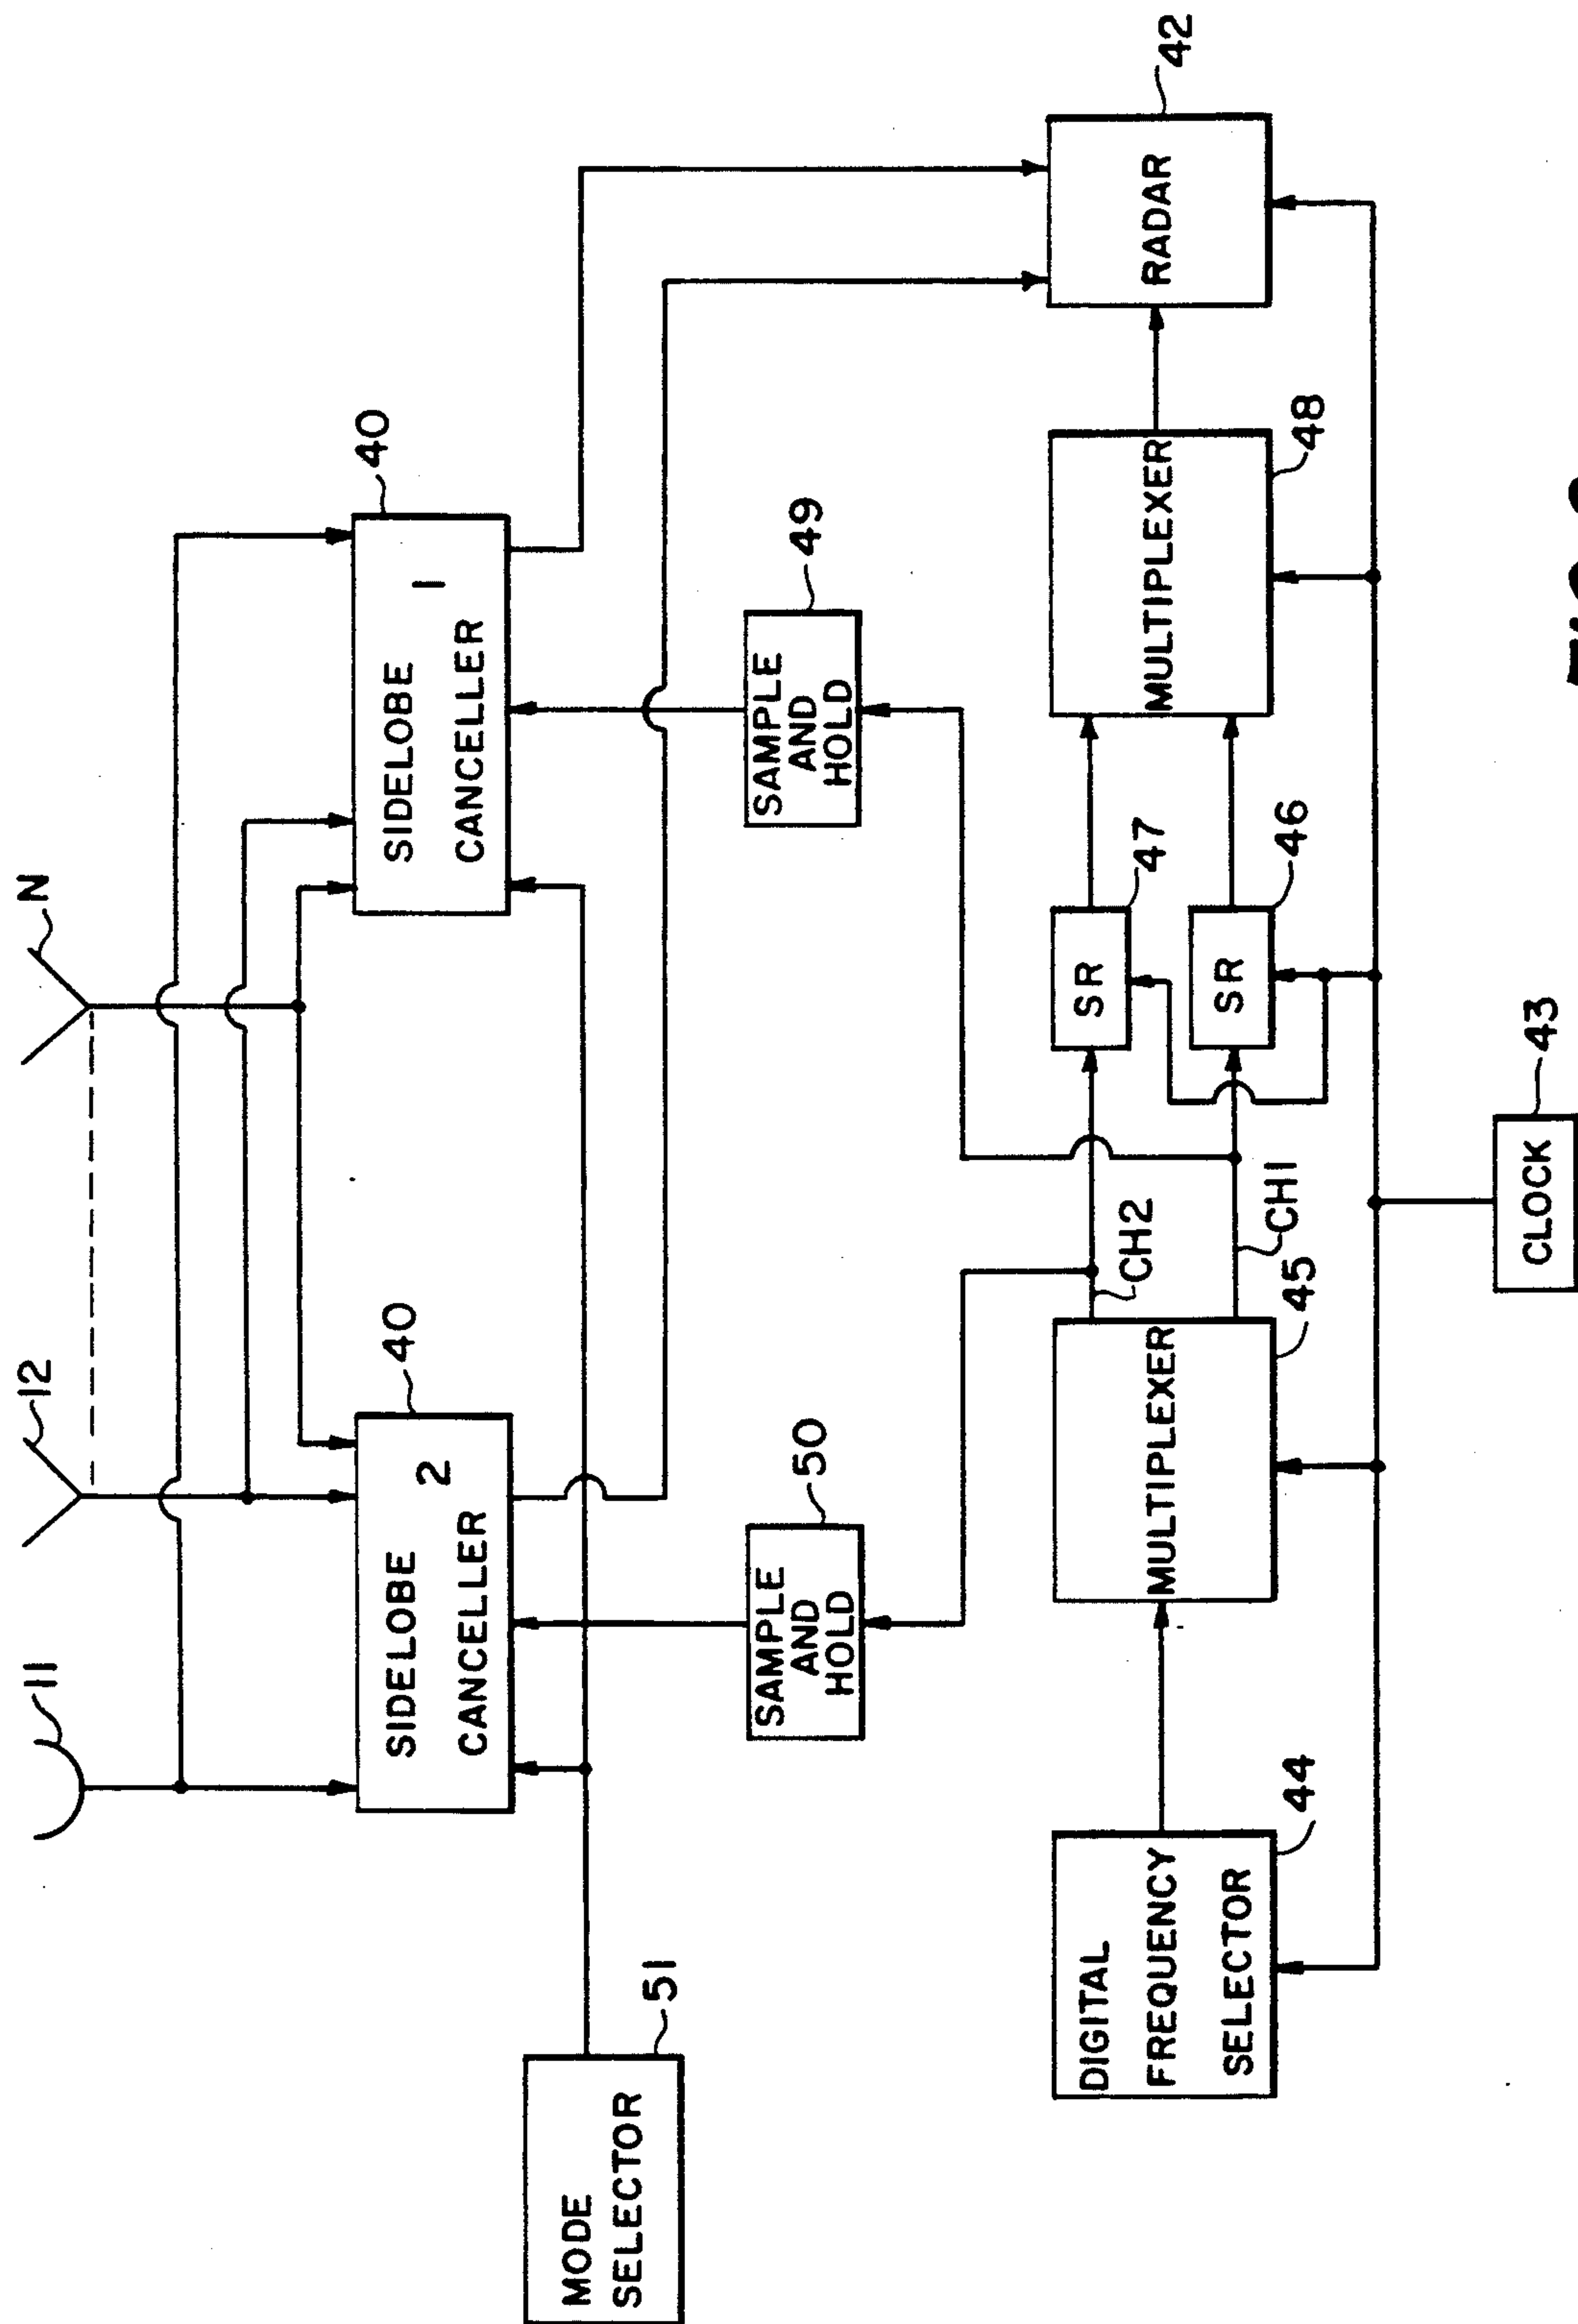 11
12
N
SIDELOBE 2
CANCELLER
40
SIDELOBE 1
CANCELLER
40
MODE
SELECTOR
51
SAMPLE
AND
HOLD
50
SAMPLE
AND
HOLD
49
DIGITAL
FREQUENCY
SELECTOR
44
MULTIPLEXER
45
CH2
CH1
SR
47
SR
46
MULTIPLEXER
48
RADAR
42
CLOCK
43